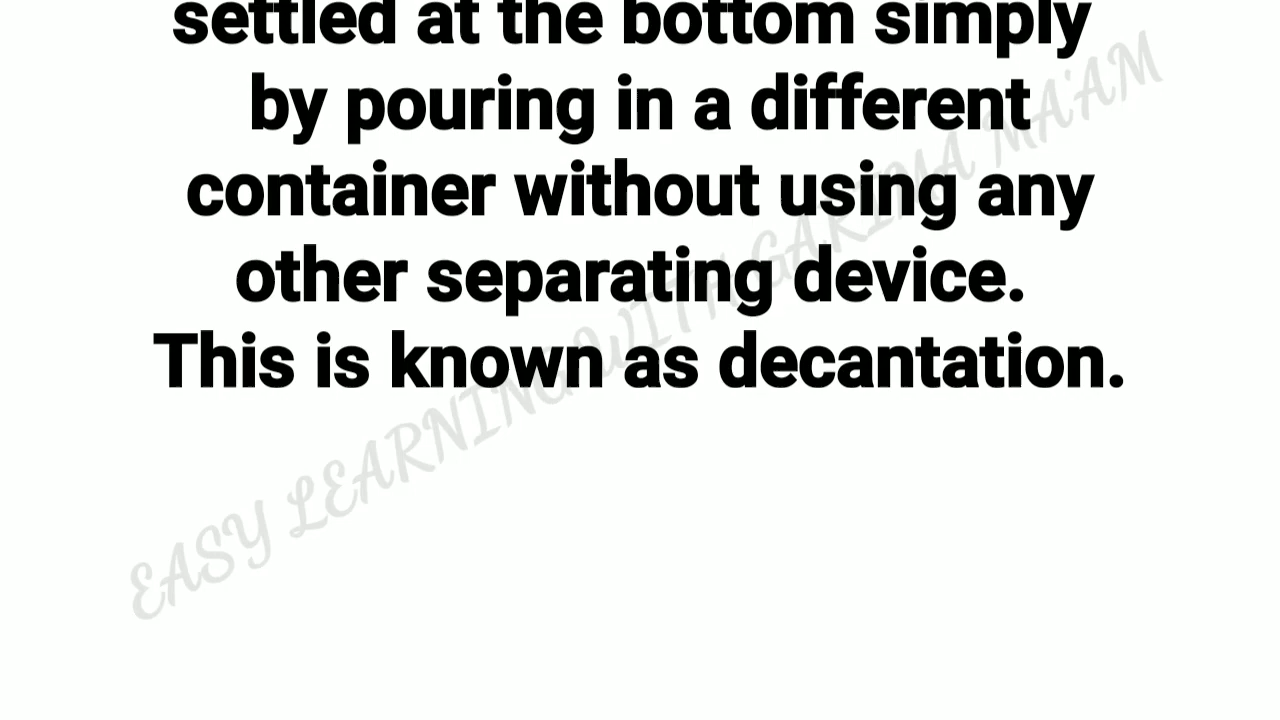 settled at the bottom simply
by pouring in a different
container without using any
other separating device.
This is known as decantation.
EASY LEARNING WITH GARIMA MA'AM